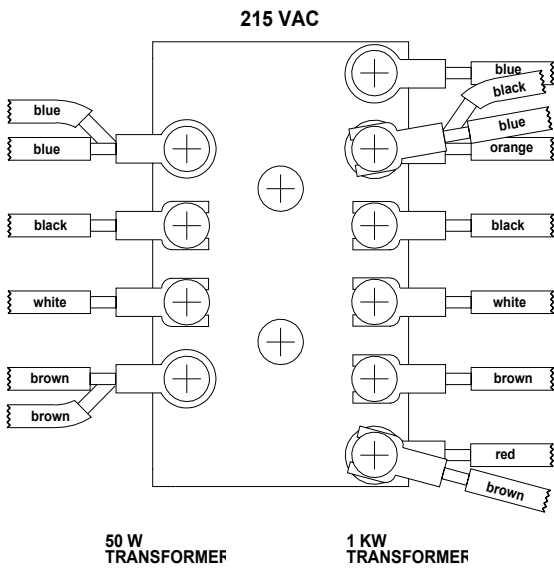 215 VAC
blue
black
blue
blue
blue
orange
black
black
white
white
brown
brown
brown
red
brown
50 W
TRANSFORMER
1 KW
TRANSFORMER